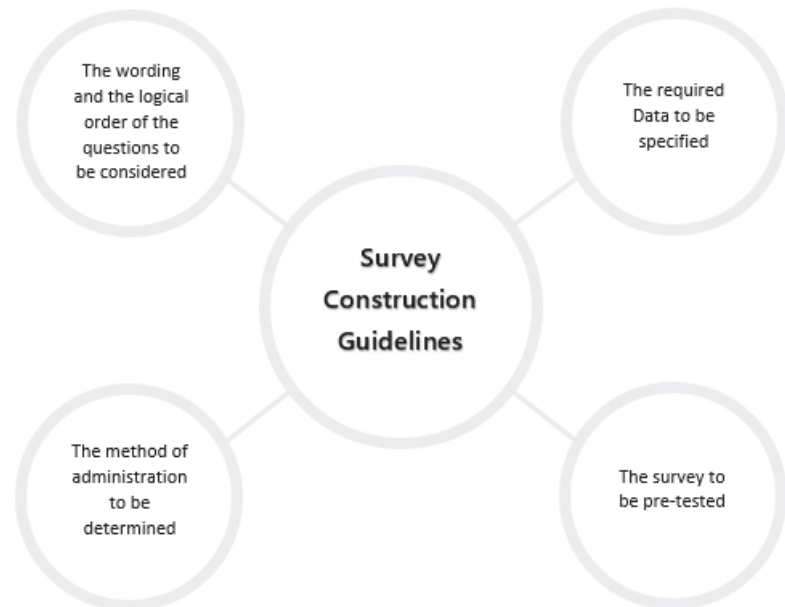 The wording
and the logical
order of the
questions to
be considered
The required
Data to be
specified
Survey
Construction
Guidelines
The method of
administration
to be
determined
The survey to
be pre-tested